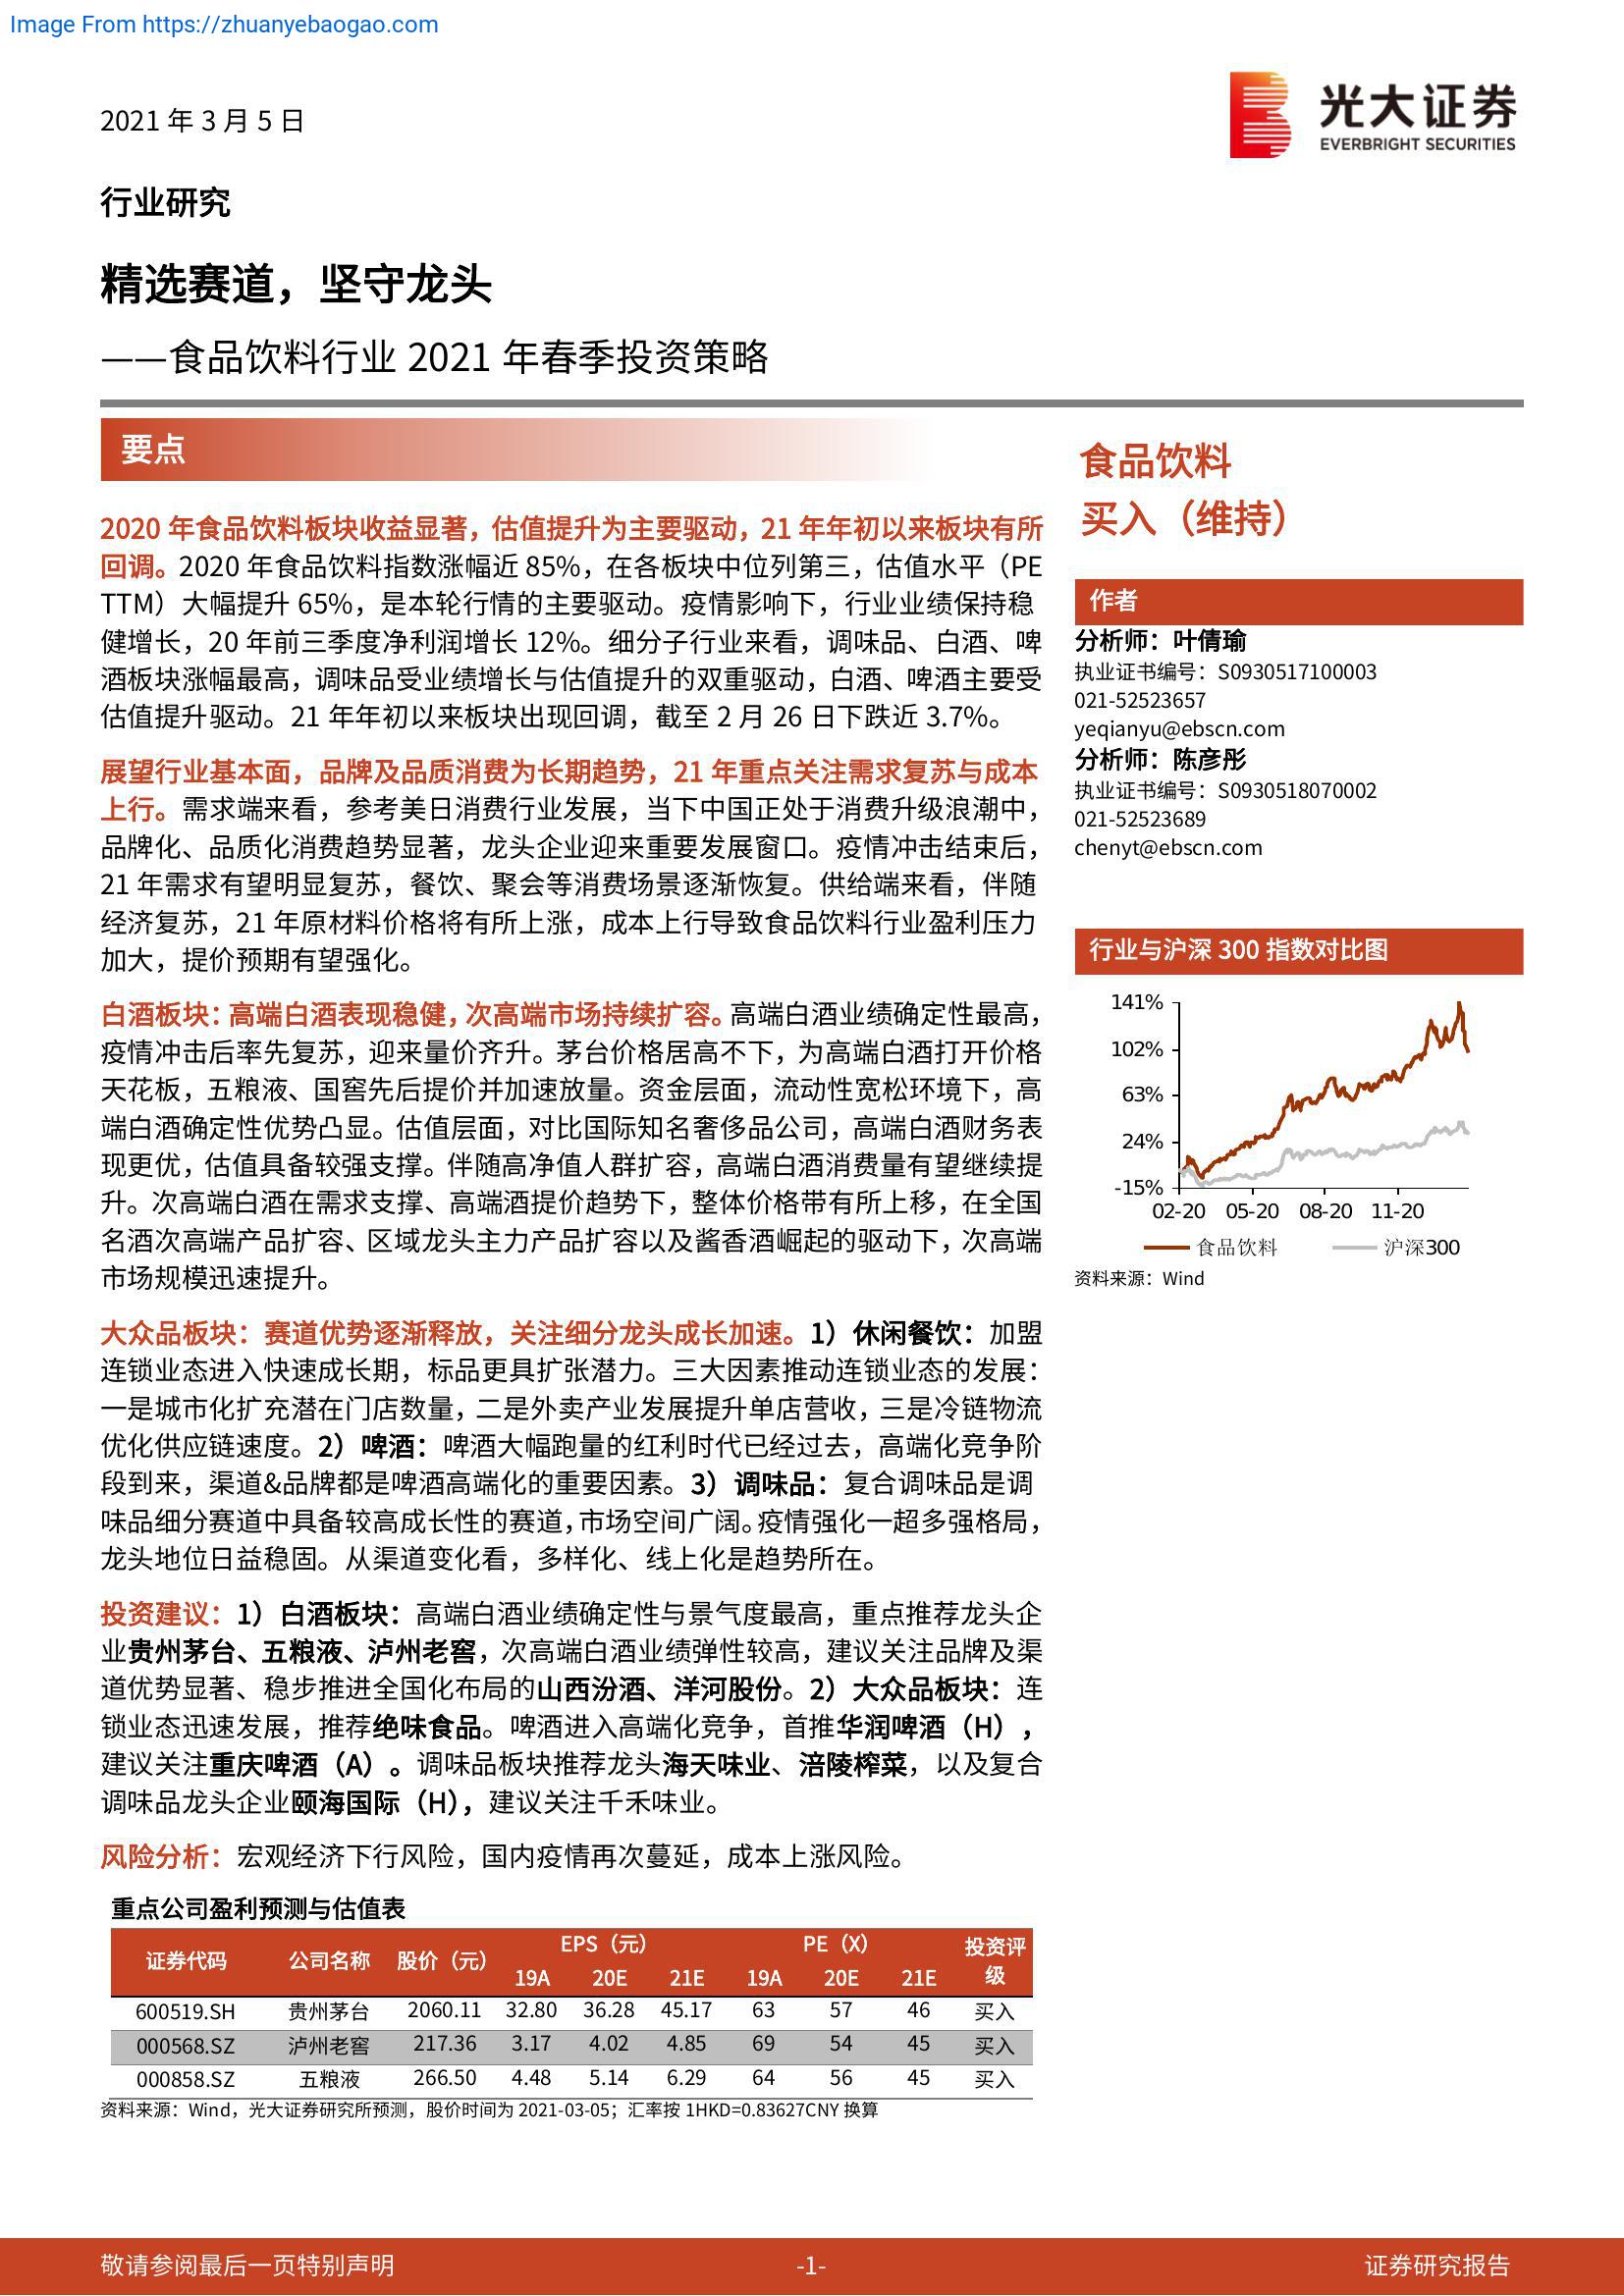 Image From https://zhuanyebaogao.com
2021 年 3 月 5 日
光大证券
EVERBRIGHT SECURITIES
行业研究
精选赛道，坚守龙头
——食品饮料行业 2021 年春季投资策略
要点
2020 年食品饮料板块收益显著，估值提升为主要驱动，21 年年初以来板块有所
回调。2020 年食品饮料指数涨幅近 85%，在各板块中位列第三，估值水平（PE
TTM）大幅提升 65%，是本轮行情的主要驱动。疫情影响下，行业业绩保持稳
健增长，20 年前三季度净利润增长 12%。细分子行业来看，调味品、白酒、啤
酒板块涨幅最高，调味品受业绩增长与估值提升的双重驱动，白酒、啤酒主要受
估值提升驱动。21 年年初以来板块出现回调，截至 2 月 26 日下跌近 3.7%。
展望行业基本面，品牌及品质消费为长期趋势，21 年重点关注需求复苏与成本
上行。需求端来看，参考美日消费行业发展，当下中国正处于消费升级浪潮中，
品牌化、品质化消费趋势显著，龙头企业迎来重要发展窗口。疫情冲击结束后，
21 年需求有望明显复苏，餐饮、聚会等消费场景逐渐恢复。供给端来看，伴随
经济复苏，21 年原材料价格将有所上涨，成本上行导致食品饮料行业盈利压力
加大，提价预期有望强化。
白酒板块：高端白酒表现稳健，次高端市场持续扩容。高端白酒业绩确定性最高，
疫情冲击后率先复苏，迎来量价齐升。茅台价格居高不下，为高端白酒打开价格
天花板，五粮液、国窖先后提价并加速放量。资金层面，流动性宽松环境下，高
端白酒确定性优势凸显。估值层面，对比国际知名奢侈品公司，高端白酒财务表
现更优，估值具备较强支撑。伴随高净值人群扩容，高端白酒消费量有望继续提
升。次高端白酒在需求支撑、高端酒提价趋势下，整体价格带有所上移，在全国
名酒次高端产品扩容、区域龙头主力产品扩容以及酱香酒崛起的驱动下，次高端
市场规模迅速提升。
大众品板块：赛道优势逐渐释放，关注细分龙头成长加速。1）休闲餐饮：加盟
连锁业态进入快速成长期，标品更具扩张潜力。三大因素推动连锁业态的发展：
一是城市化扩充潜在门店数量，二是外卖产业发展提升单店营收，三是冷链物流
优化供应链速度。2）啤酒：啤酒大幅跑量的红利时代已经过去，高端化竞争阶
段到来，渠道&品牌都是啤酒高端化的重要因素。3）调味品：复合调味品是调
味品细分赛道中具备较高成长性的赛道，市场空间广阔。疫情强化一超多强格局，
龙头地位日益稳固。从渠道变化看，多样化、线上化是趋势所在。
投资建议：1）白酒板块：高端白酒业绩确定性与景气度最高，重点推荐龙头企
业贵州茅台、五粮液、泸州老窖，次高端白酒业绩弹性较高，建议关注品牌及渠
道优势显著、稳步推进全国化布局的山西汾酒、洋河股份。2）大众品板块：连
锁业态迅速发展，推荐绝味食品。啤酒进入高端化竞争，首推华润啤酒（H），
建议关注重庆啤酒（A）。调味品板块推荐龙头海天味业、涪陵榨菜，以及复合
调味品龙头企业颐海国际（H），建议关注千禾味业。
风险分析：宏观经济下行风险，国内疫情再次蔓延，成本上涨风险。
重点公司盈利预测与估值表
证券代码 公司名称 股价（元） EPS（元） PE（X） 投资评级
19A 20E 21E 19A 20E 21E
600519.SH 贵州茅台 2060.11 32.80 36.28 45.17 63 57 46 买入
000568.SZ 泸州老窖 217.36 3.17 4.02 4.85 69 54 45 买入
000858.SZ 五粮液 266.50 4.48 5.14 6.29 64 56 45 买入
资料来源：Wind，光大证券研究所预测，股价时间为 2021-03-05；汇率按 1HKD=0.83627CNY 换算
食品饮料
买入（维持）
作者
分析师：叶倩瑜
执业证书编号：S0930517100003
021-52523657
yeqianyu@ebscn.com
分析师：陈彦彤
执业证书编号：S0930518070002
021-52523689
chenyt@ebscn.com
行业与沪深 300 指数对比图
141%
102%
63%
24%
-15%
02-20 05-20 08-20 11-20
食品饮料 沪深300
资料来源：Wind
敬请参阅最后一页特别声明 -1- 证券研究报告